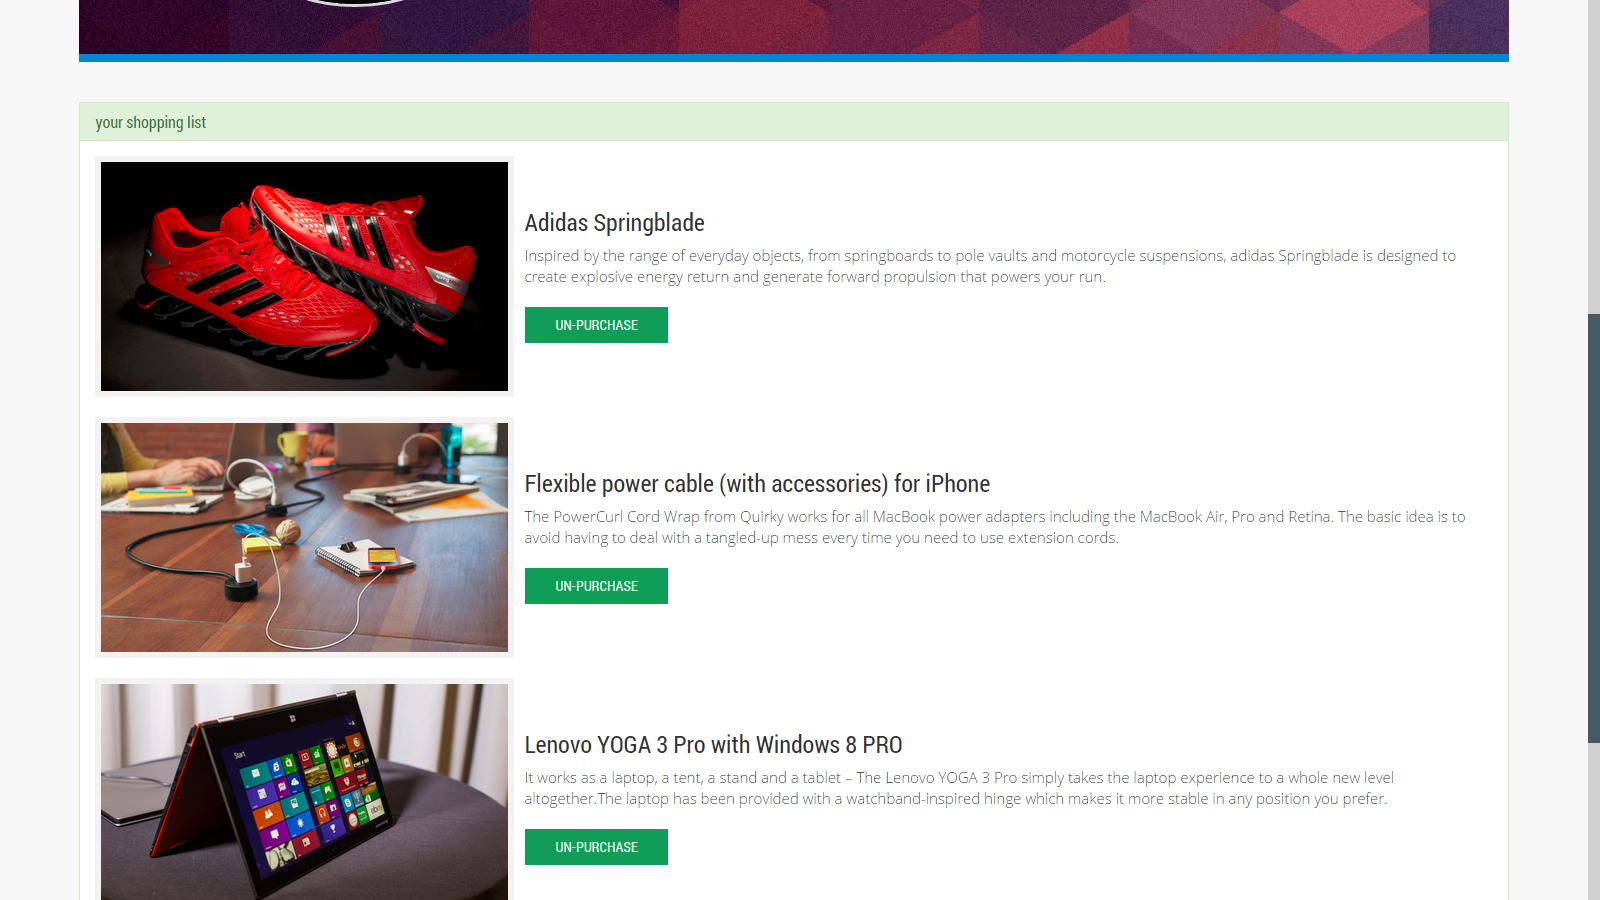 your shopping list
Adidas Springblade
Inspired by the range of everyday objects, from springboards to pole vaults and motorcycle suspensions, adidas Springblade is designed to
create explosive energy return and generate forward propulsion that powers your run.
UN-PURCHASE
Flexible power cable (with accessories) for iPhone
The PowerCurl Cord Wrap from Quirky works for all MacBook power adapters including the MacBook Air, Pro and Retina. The basic idea is to
avoid having to deal with a tangled-up mess every time you need to use extension cords.
UN-PURCHASE
Start
Lenovo YOGA 3 Pro with Windows 8 PRO
It works as a laptop, a tent, a stand and a tablet – The Lenovo YOGA 3 Pro simply takes the laptop experience to a whole new level
altogether.The laptop has been provided with a watchband-inspired hinge which makes it more stable in any position you prefer.
UN-PURCHASE